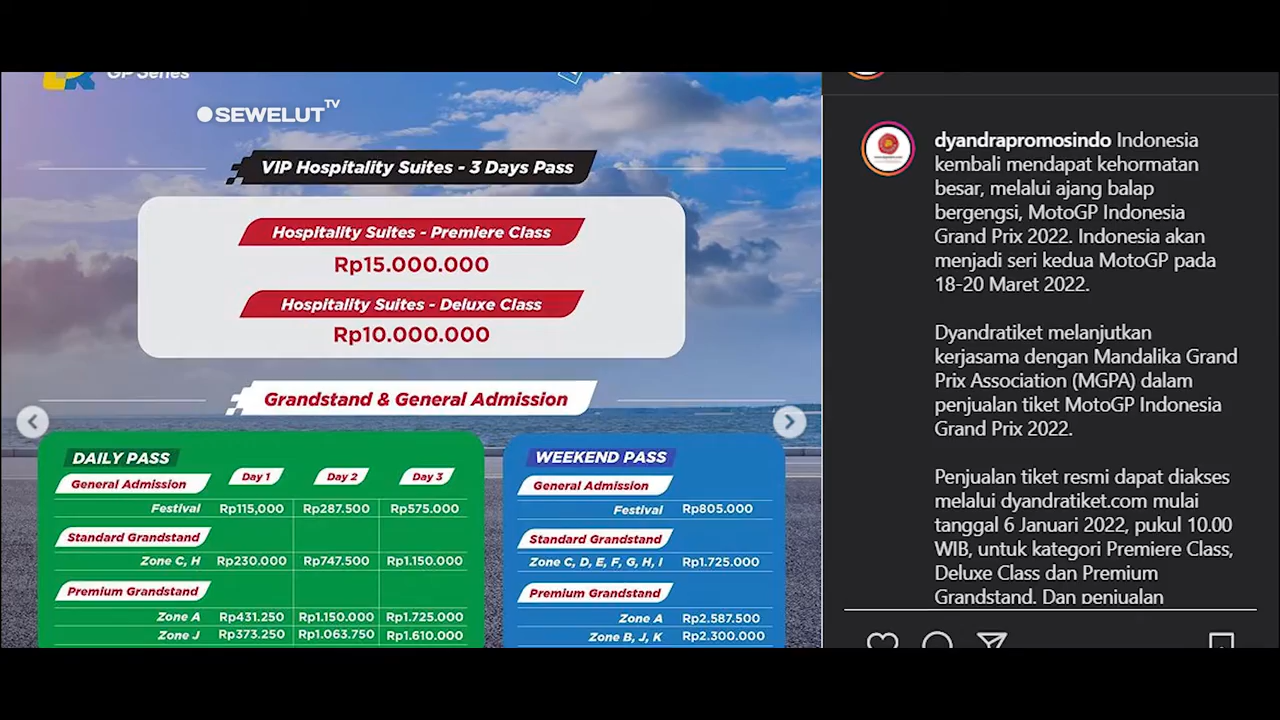 GP Series
SEWELUT TV
VIP Hospitality Suites - 3 Days Pass
Hospitality Suites - Premiere Class
Rp15.000.000
Hospitality Suites - Deluxe Class
Rp10.000.000
Grandstand & General Admission
DAILY PASS
General Admission Day 1 Day 2 Day 3
Festival Rp115,000 Rp287.500 Rp575.000
Standard Grandstand
Zone C, H Rp230.000 Rp747.500 Rp1.150.000
Premium Grandstand
Zone A Rp431.250 Rp1.150.000 Rp1.725.000
Zone J Rp373.250 Rp1.063.750 Rp1.610.000
WEEKEND PASS
General Admission
Festival Rp805.000
Standard Grandstand
Zone C, D, E, F, G, H, I Rp1.725.000
Premium Grandstand
Zone A Rp2.587.500
Zone B, J, K Rp2.300.000
dyandrapromosindo Indonesia
kembali mendapat kehormatan
besar, melalui ajang balap
bergengsi, MotoGP Indonesia
Grand Prix 2022. Indonesia akan
menjadi seri kedua MotoGP pada
18-20 Maret 2022.
Dyandratiket melanjutkan
kerjasama dengan Mandalika Grand
Prix Association (MGPA) dalam
penjualan tiket MotoGP Indonesia
Grand Prix 2022.
Penjualan tiket resmi dapat diakses
melalui dyandratiket.com mulai
tanggal 6 Januari 2022, pukul 10.00
WIB, untuk kategori Premiere Class,
Deluxe Class dan Premium
Grandstand. Dan penjualan